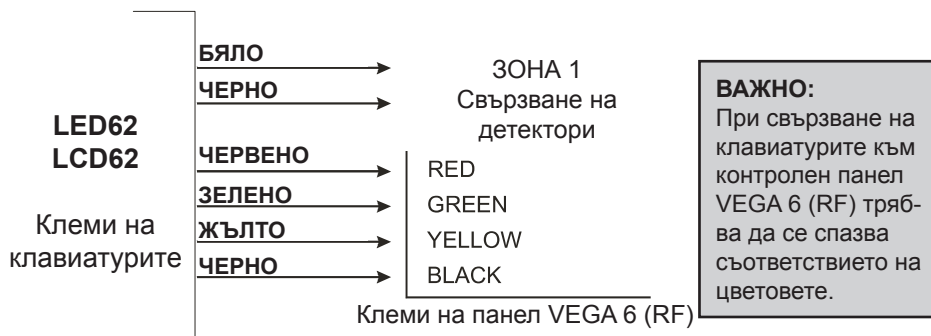 LED62
LCD62
Клеми на
клавиатурите
БЯЛО
ЧЕРНО
ЧЕРВЕНО
ЗЕЛЕНО
ЖЪЛТО
ЧЕРНО
ЗОНА 1
Свързване на
детектори
RED
GREEN
YELLOW
BLACK
Клеми на панел VEGA 6 (RF)
ВАЖНО:
При свързване на
клавиатурите към
контролен панел
VEGA 6 (RF) тряб-
ва да се спазва
съответствието на
цветовете.